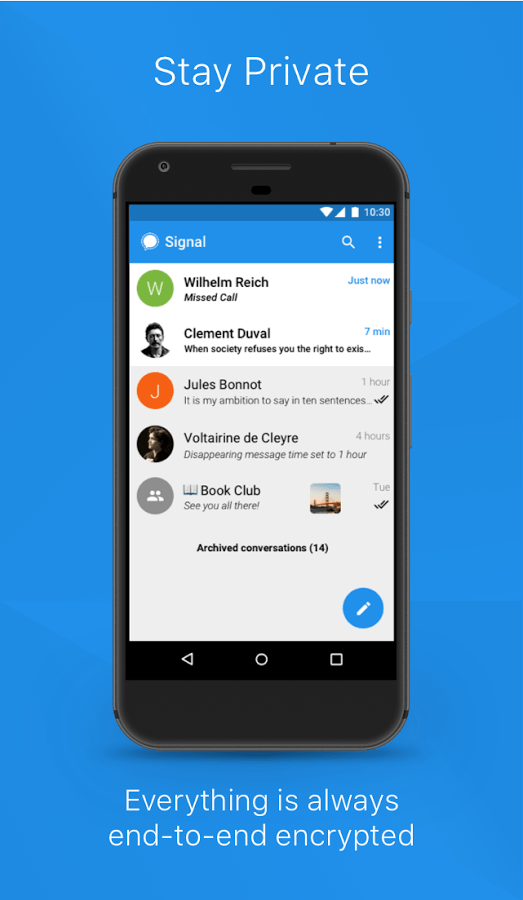 Stay Private
10:30
Signal
W
Wilhelm Reich
Just now
Missed Call
Clement Duval
7 min
When society refuses you the right to exis...
J
Jules Bonnot
1 hour
It is my ambition to say in ten sentences...
Voltairine de Cleyre
4 hours
Disappearing message time set to 1 hour
📖Book Club
Tue
See you all there!
Archived conversations (14)
Everything is always
end-to-end encrypted